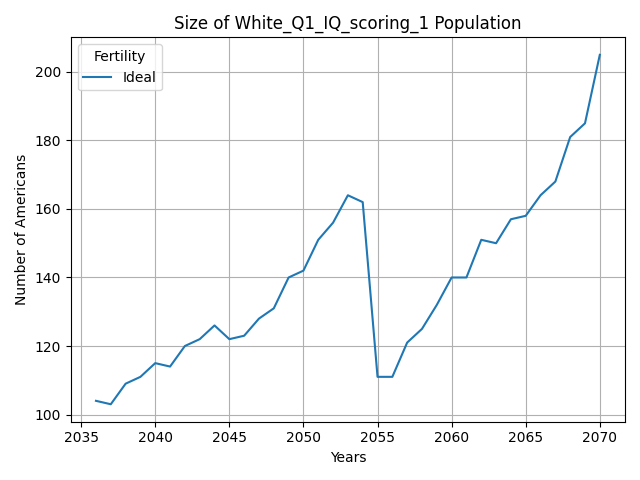 Size of White_Q1_IQ_scoring_1 Population
Fertility
Ideal
Number of Americans
200
180
160
140
120
100
2035 2040 2045 2050 2055 2060 2065 2070
Years